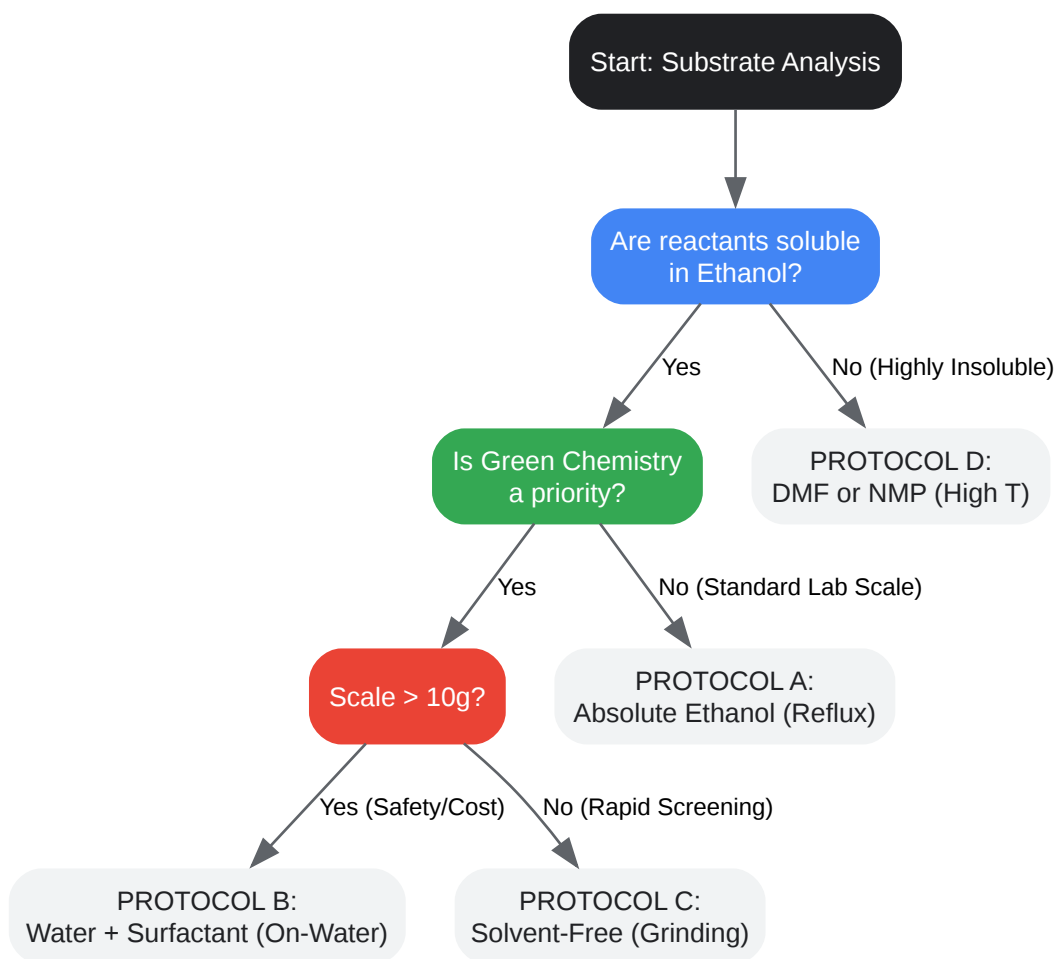 Start: Substrate Analysis
Are reactants soluble
in Ethanol?
Yes
No (Highly Insoluble)
Is Green Chemistry
a priority?
PROTOCOL D:
DMF or NMP (High T)
Yes
No (Standard Lab Scale)
Scale > 10g?
PROTOCOL A:
Absolute Ethanol (Reflux)
Yes (Safety/Cost)
No (Rapid Screening)
PROTOCOL B:
Water + Surfactant (On-Water)
PROTOCOL C:
Solvent-Free (Grinding)